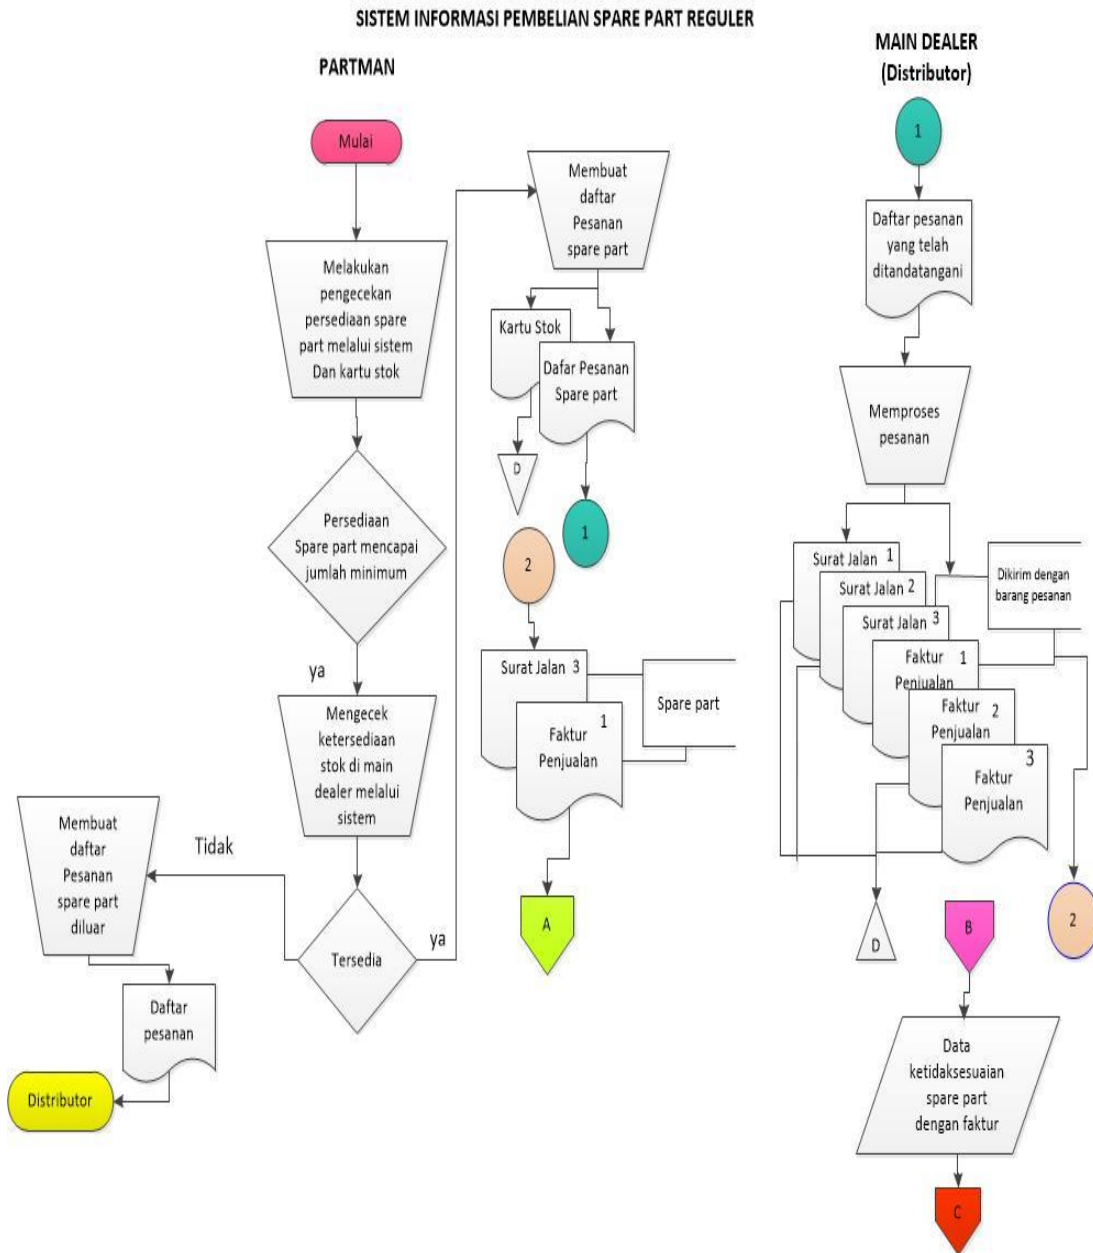 SISTEM INFORMASI PEMBELIAN SPARE PART REGULER
PARTMAN
Mulai
Melakukan
pengecekan
persediaan spare
part melalui sistem
Dan kartu stok
Persediaan
Spare part mencapai
jumlah minimum
ya
Mengecek
ketersediaan
stok di main
dealer melalui
sistem
Tersedia
Tidak
ya
Membuat
daftar
Pesanan
spare part
diluar
Daftar
pesanan
Distributor
Membuat
daftar
Pesanan
spare part
Kartu Stok
Dafar Pesanan
Spare part
D
1
2
Surat Jalan 3
Faktur 1
Penjualan
Spare part
A
MAIN DEALER
(Distributor)
1
Daftar pesanan
yang telah
ditandatangani
Memproses
pesanan
Surat Jalan 1
Surat Jalan 2
Surat Jalan 3
Faktur 1
Penjualan
Faktur 2
Penjualan
Faktur 3
Penjualan
Dikirim dengan
barang pesanan
D
2
B
Data
ketidaksesuaian
spare part
dengan faktur
C